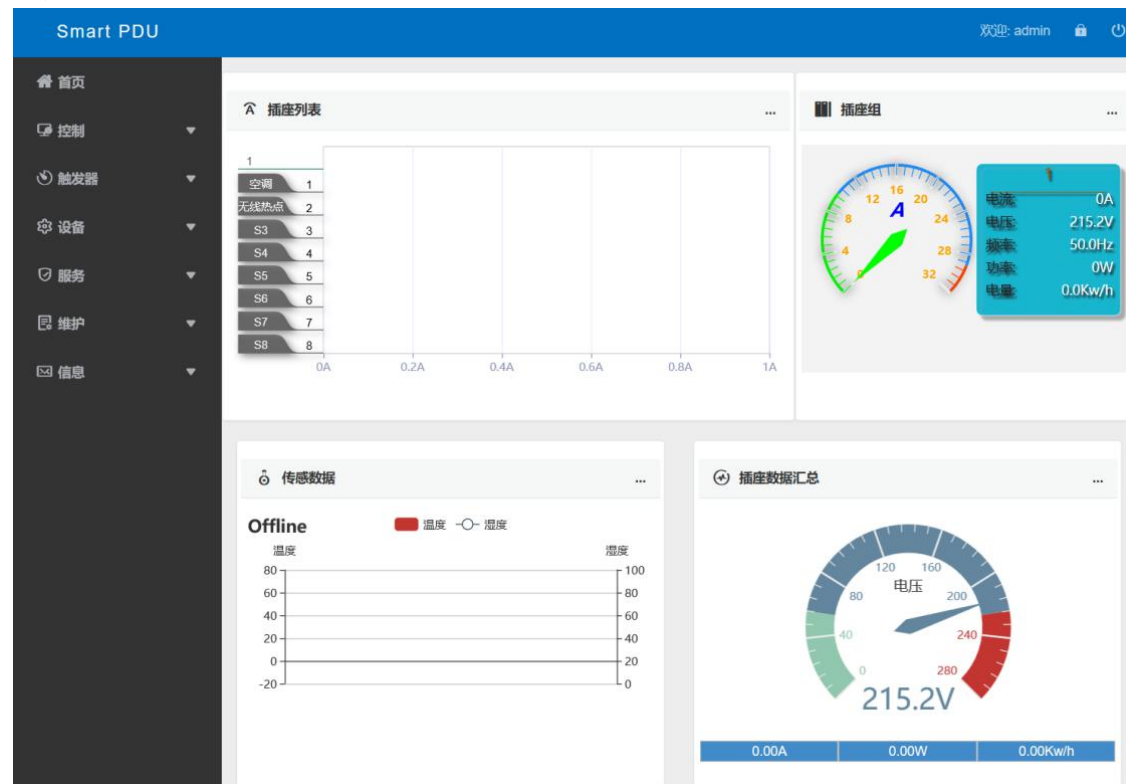 Smart PDU
欢迎: admin
首页
控制
触发器
设备
服务
维护
信息
插座列表 ...
1
空调 1
无线热点 2
S3 3
S4 4
S5 5
S6 6
S7 7
S8 8
0A 0.2A 0.4A 0.6A 0.8A 1A
插座组 ...
0 4 8 12 16 20 24 28 32
A
1
电流: 0A
电压: 215.2V
频率: 50.0Hz
功率: 0W
电量: 0.0Kw/h
传感数据 ...
Offline 温度 湿度
温度 湿度
80 100
60 80
40 60
20 40
0 20
-20 0
插座数据汇总 ...
0 40 80 120 160 200 240 280
电压
215.2V
0.00A 0.00W 0.00Kw/h